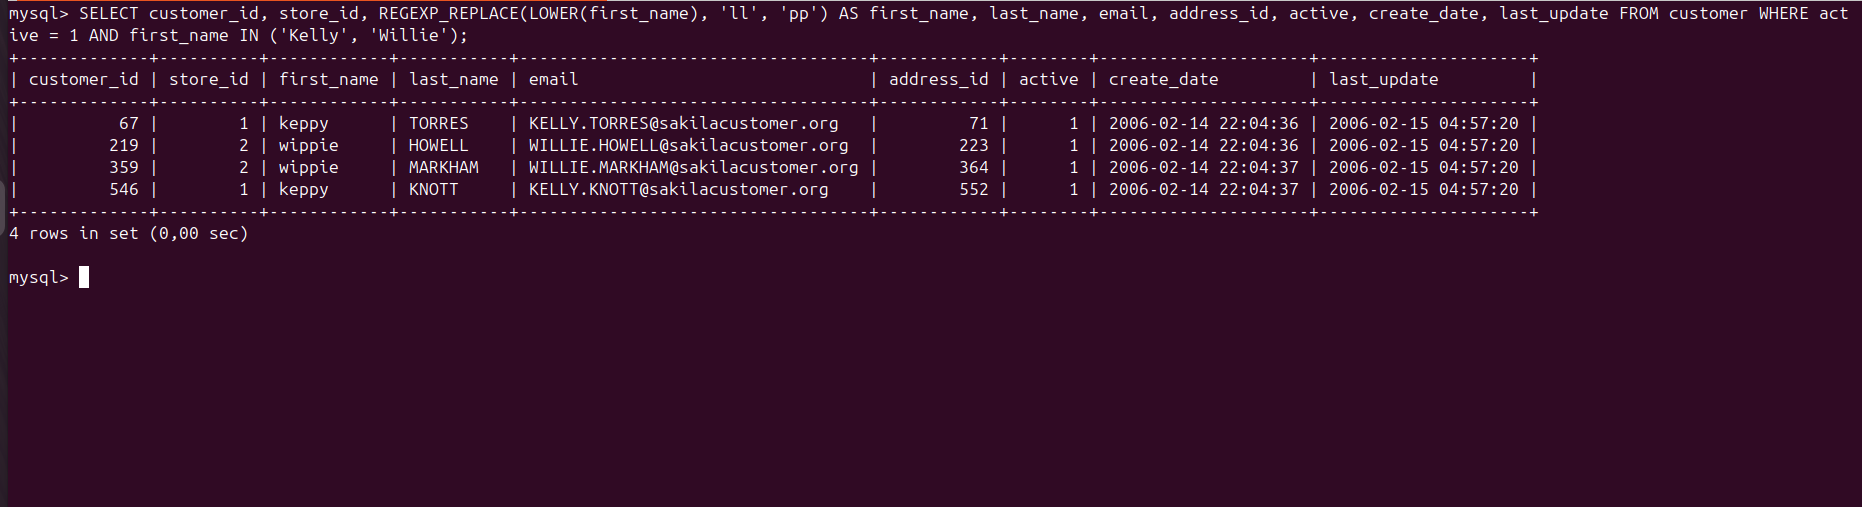 mysql> SELECT customer_id, store_id, REGEXP_REPLACE(LOWER(first_name), 'll', 'pp') AS first_name, last_name, email, address_id, active, create_date, last_update FROM customer WHERE act
ive = 1 AND first_name IN ('Kelly', 'Willie');
+-------------+----------+------------+-----------+-----------------------------------+------------+--------+---------------------+---------------------+
| customer_id | store_id | first_name | last_name | email                             | address_id | active | create_date         | last_update         |
+-------------+----------+------------+-----------+-----------------------------------+------------+--------+---------------------+---------------------+
|          67 |        1 | keppy      | TORRES    | KELLY.TORRES@sakilacustomer.org   |         71 |      1 | 2006-02-14 22:04:36 | 2006-02-15 04:57:20 |
|         219 |        2 | wippie     | HOWELL    | WILLIE.HOWELL@sakilacustomer.org  |        223 |      1 | 2006-02-14 22:04:36 | 2006-02-15 04:57:20 |
|         359 |        2 | wippie     | MARKHAM   | WILLIE.MARKHAM@sakilacustomer.org |        364 |      1 | 2006-02-14 22:04:37 | 2006-02-15 04:57:20 |
|         546 |        1 | keppy      | KNOTT     | KELLY.KNOTT@sakilacustomer.org    |        552 |      1 | 2006-02-14 22:04:37 | 2006-02-15 04:57:20 |
+-------------+----------+------------+-----------+-----------------------------------+------------+--------+---------------------+---------------------+
4 rows in set (0,00 sec)
mysql>